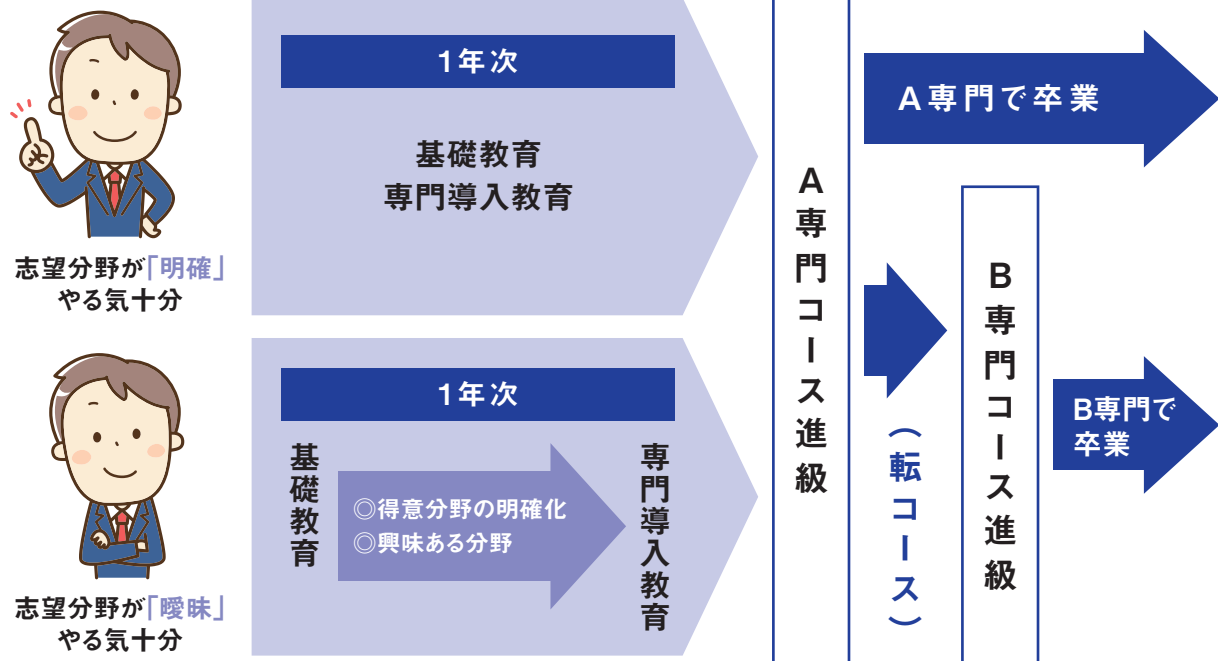 1年次
基礎教育
専門導入教育
志望分野が「明確」
やる気十分
1年次
基礎教育
◎得意分野の明確化
◎興味ある分野
専門導入教育
志望分野が「曖昧」
やる気十分
A専門コース進級
A専門で卒業
（転コース）
B専門コース進級
B専門で
卒業